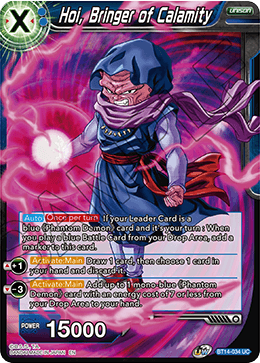 X
Hoi, Bringer of Calamity
UNISON
Auto Once per turn If your Leader Card is a
blue 《Phantom Demon》 card and it's your turn : When
you play a blue Battle Card from your Drop Area, add a
marker to this card.
+1 Activate Main Draw 1 card, then choose 1 card in
your hand and discard it.
-3 Activate Main Add up to 1 mono-blue 《Phantom
Demon》 card with an energy cost of 7 or less from
your Drop Area to your hand.
POWER 15000
BT14-034 UC